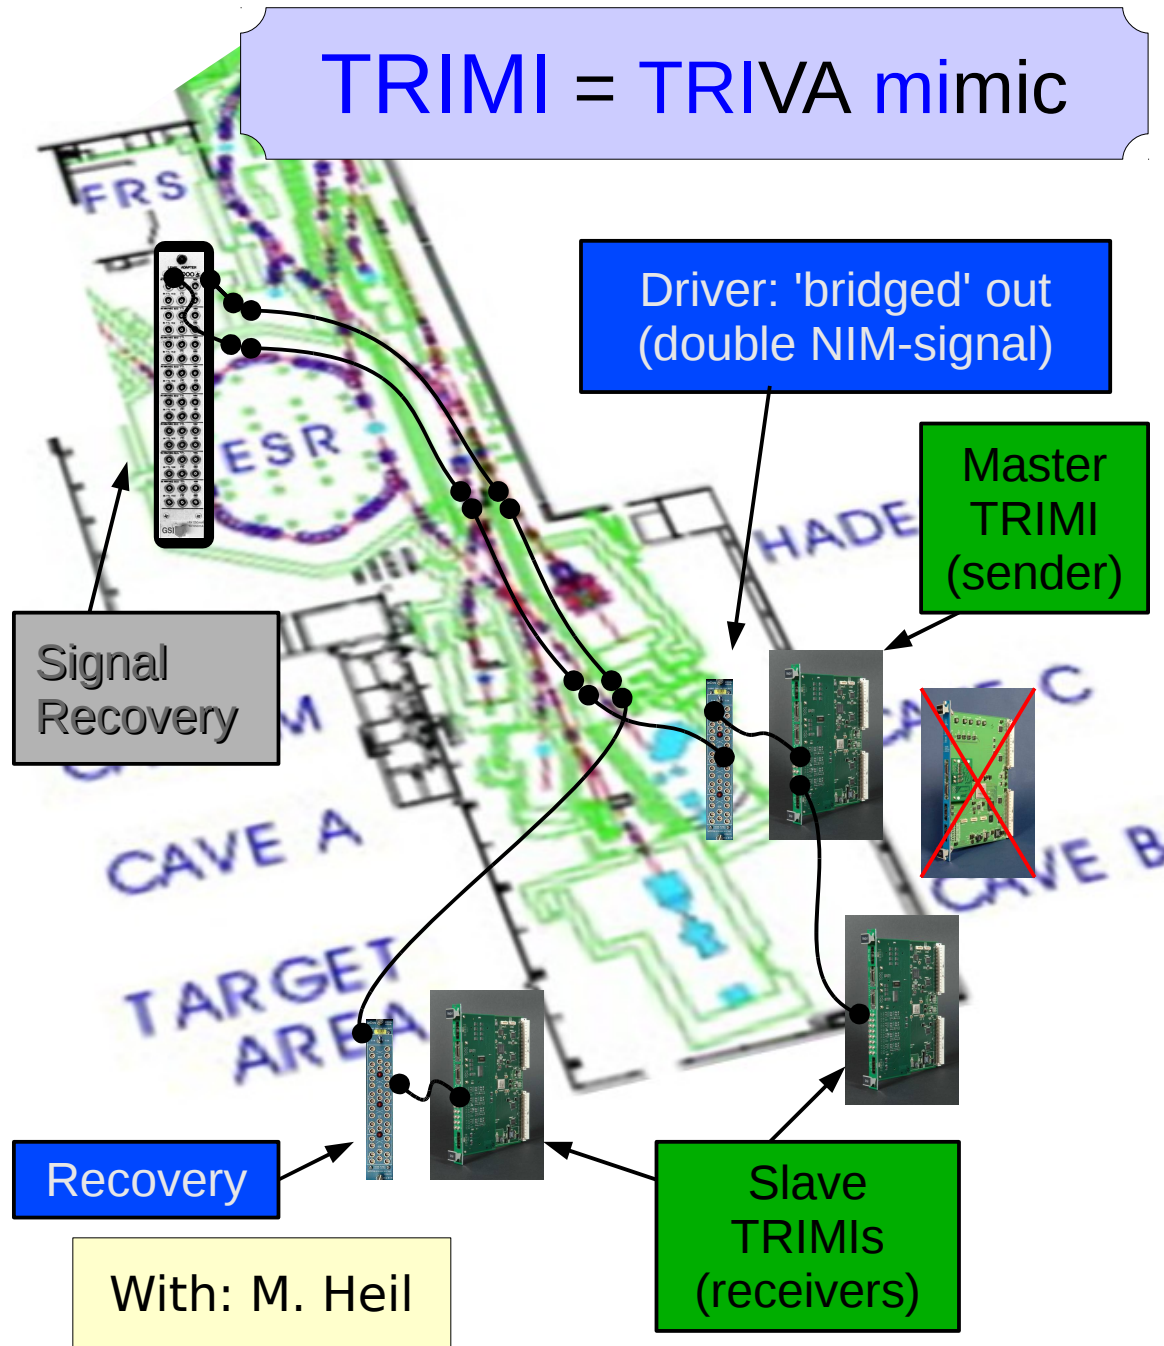 TRIMI = TRIVA mimic
FRS
Driver: 'bridged' out
(double NIM-signal)
ESR
Master
TRIMI
(sender)
HADE
Signal
Recovery
M
C
CAVE A
CAVE B
TARGET
AREA
GSI
Recovery
Slave
TRIMIs
(receivers)
With: M. Heil